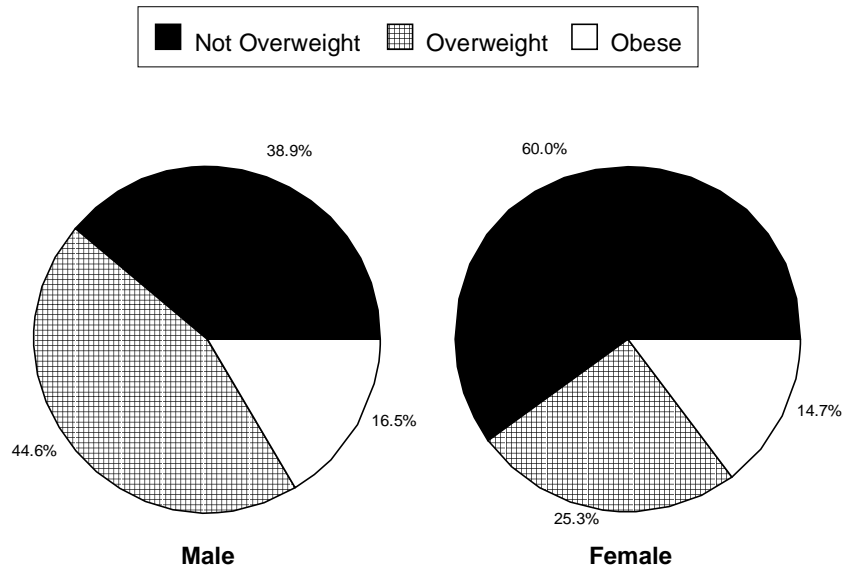 Not Overweight Overweight Obese
38.9% 60.0%
16.5% 14.7%
44.6%
25.3%
Male Female